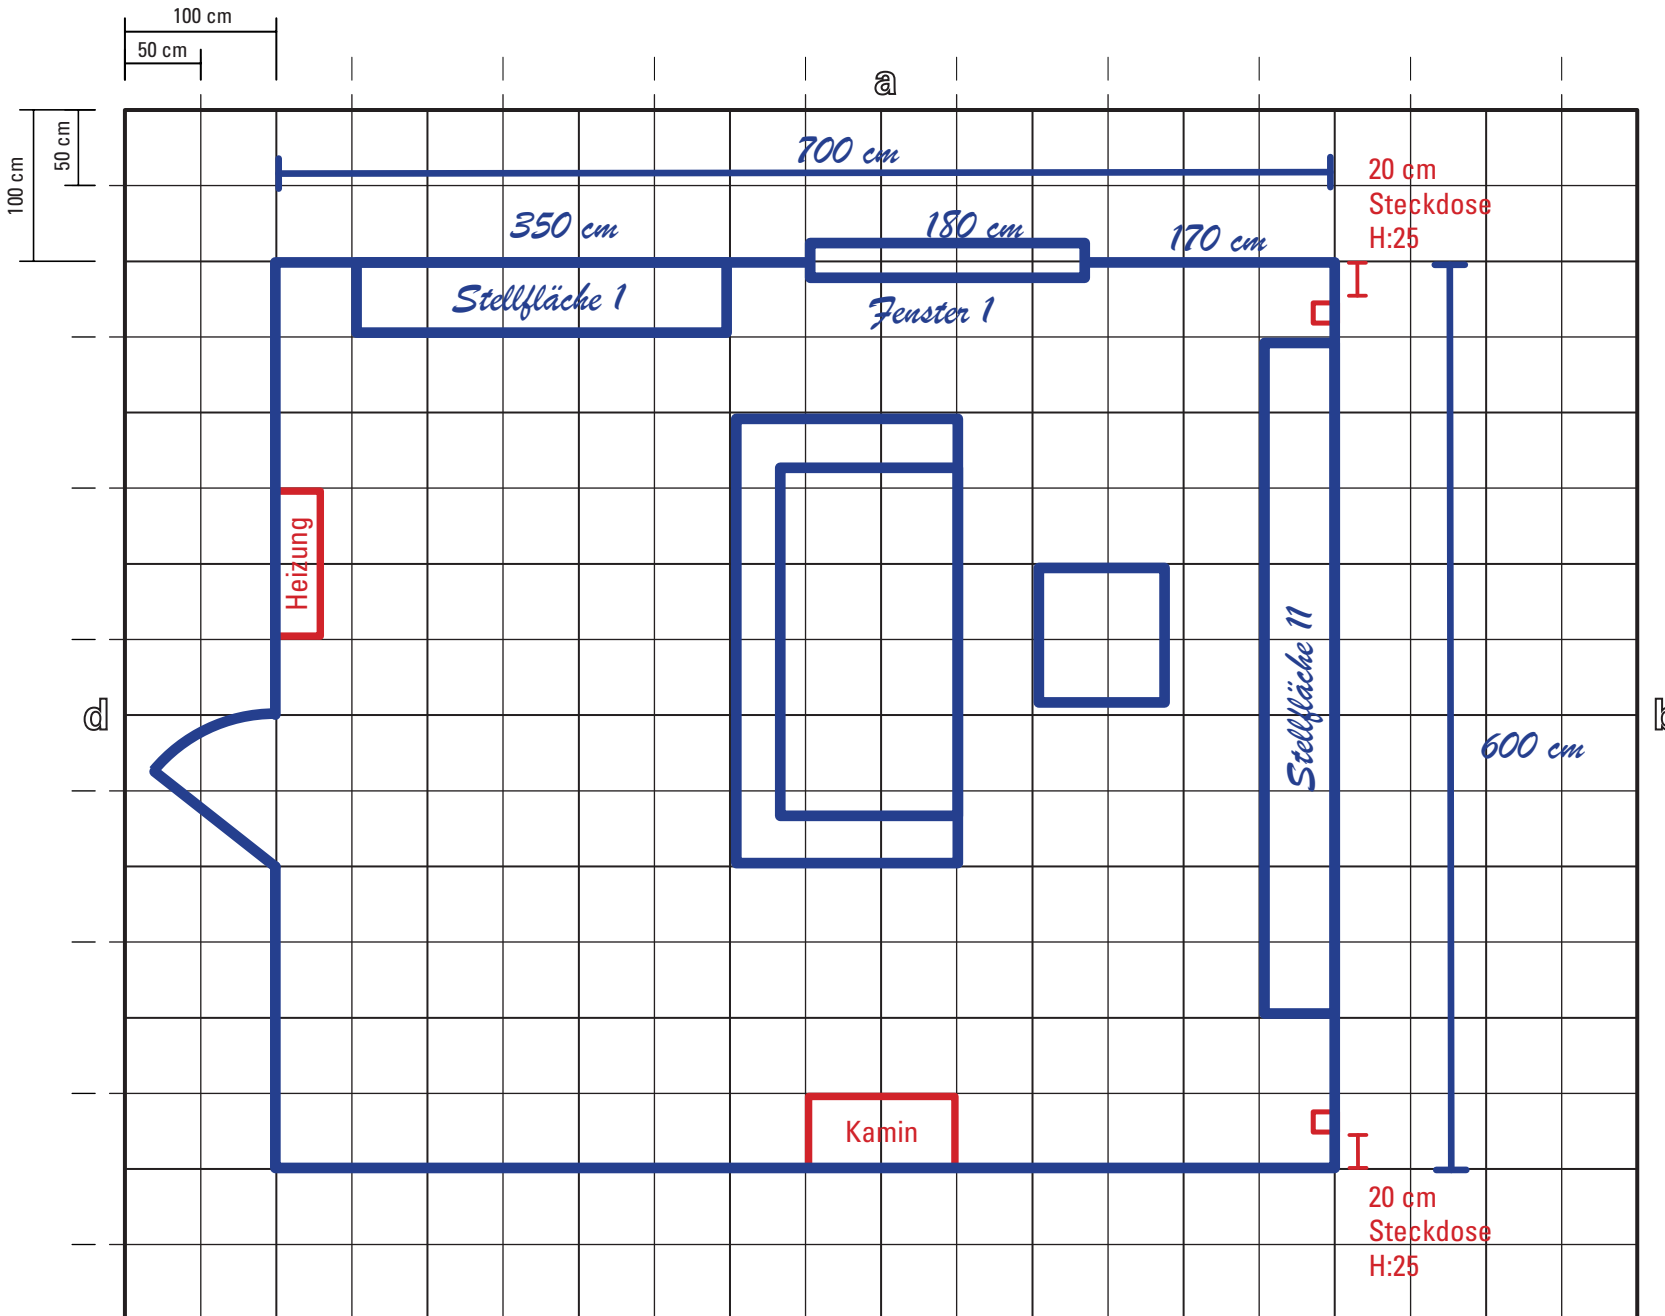 100 cm
50 cm
a
100 cm
50 cm
700 cm
20 cm
Steckdose
H:25
350 cm
180 cm
170 cm
Stellfläche 1
Fenster 1
Heizung
Stellfläche 11
d
600 cm
Kamin
20 cm
Steckdose
H:25